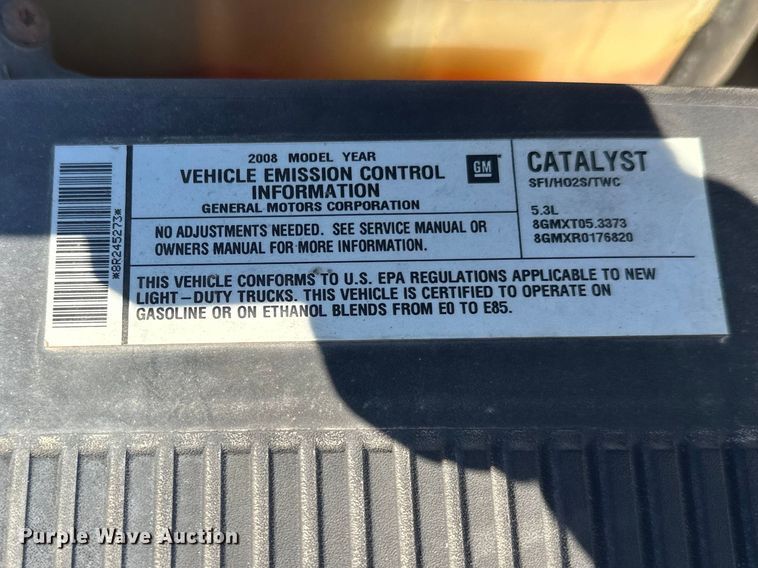 *8R245273*
2008 MODEL YEAR
VEHICLE EMISSION CONTROL
INFORMATION
GENERAL MOTORS CORPORATION
GM
CATALYST
SFI/HO2S/TWC
NO ADJUSTMENTS NEEDED. SEE SERVICE MANUAL OR
OWNERS MANUAL FOR MORE INFORMATION.
5.3L
8GMXT05.3373
8GMXR0176820
THIS VEHICLE CONFORMS TO U.S. EPA REGULATIONS APPLICABLE TO NEW
LIGHT-DUTY TRUCKS. THIS VEHICLE IS CERTIFIED TO OPERATE ON
GASOLINE OR ON ETHANOL BLENDS FROM E0 TO E85.
Purple Wave Auction